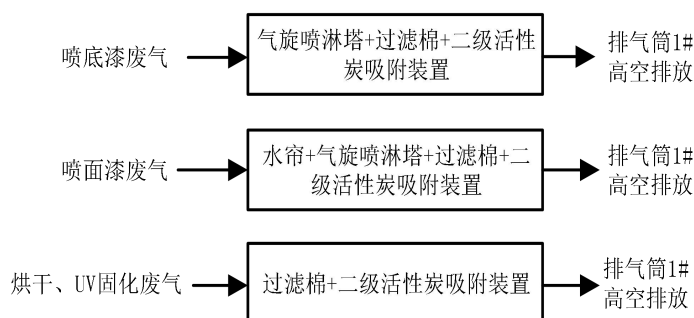 喷底漆废气
气旋喷淋塔+过滤棉+二级活性
炭吸附装置
排气筒1#
高空排放
喷面漆废气
水帘+气旋喷淋塔+过滤棉+二
级活性炭吸附装置
排气筒1#
高空排放
烘干、UV固化废气
过滤棉+二级活性炭吸附装置
排气筒1#
高空排放